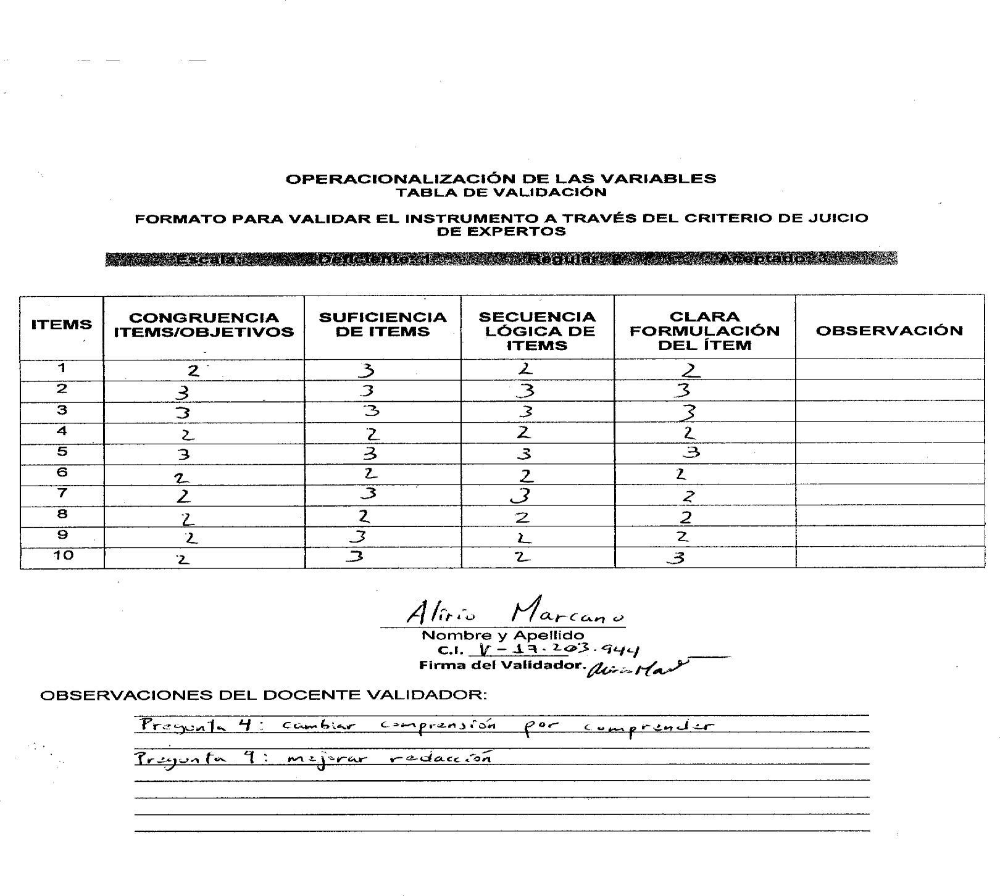 OPERACIONALIZACIÓN DE LAS VARIABLES
TABLA DE VALIDACIÓN
FORMATO PARA VALIDAR EL INSTRUMENTO A TRAVÉS DEL CRITERIO DE JUICIO
DE EXPERTOS
Escala: Deficiente: 1 Regular: 2 Aceptado: 3
ITEMS CONGRUENCIA ITEMS/OBJETIVOS SUFICIENCIA DE ITEMS SECUENCIA LÓGICA DE ITEMS CLARA FORMULACIÓN DEL ÍTEM OBSERVACIÓN
1 2 3 2 2
2 3 3 3 3
3 3 3 3 3
4 2 2 2 2
5 3 3 3 3
6 2 2 2 2
7 2 3 3 2
8 2 2 2 2
9 2 3 2 2
10 2 3 2 3
Alirio Marcano
Nombre y Apellido
C.I. V-17.203.944
Firma del Validador.
OBSERVACIONES DEL DOCENTE VALIDADOR:
Pregunta 4: cambiar comprensión por comprender
Pregunta 9: mejorar redacción